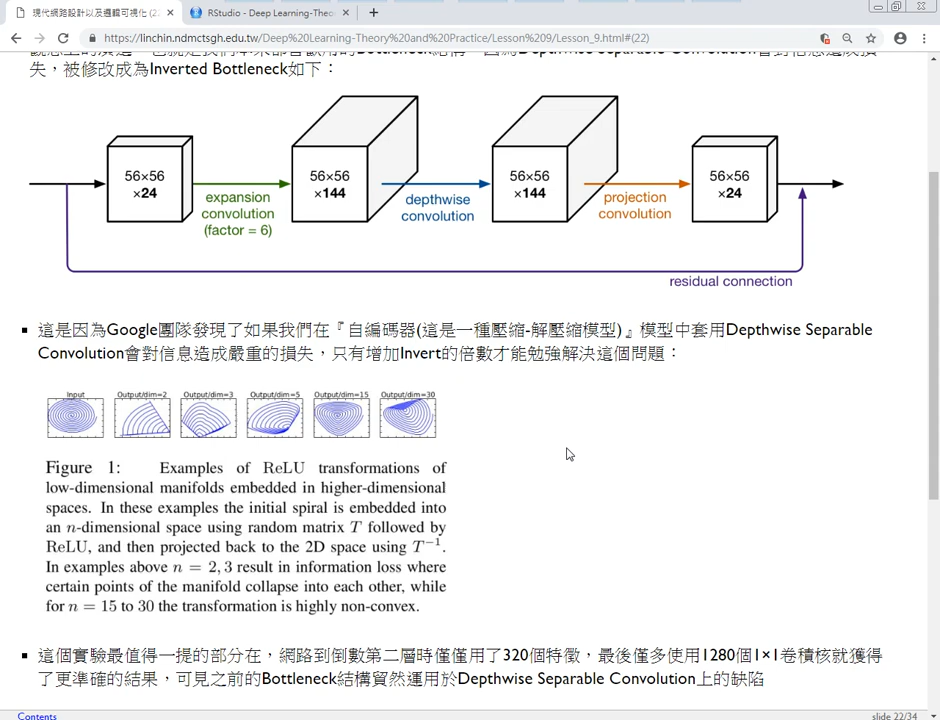 現代網路設計以及邏輯可視化 (2
RStudio - Deep Learning-Theo
https://linchin.ndmctsgh.edu.tw/Deep%20Learning-Theory%20and%20Practice/Lesson%209/Lesson_9.html#(22)
失，被修改成為Inverted Bottleneck如下：
56×56
×24
expansion
convolution
(factor = 6)
56×56
×144
depthwise
convolution
56×56
×144
projection
convolution
56×56
×24
residual connection
這是因為Google團隊發現了如果我們在『自編碼器(這是一種壓縮-解壓縮模型)』模型中套用Depthwise Separable
Convolution會對信息造成嚴重的損失，只有增加Invert的倍數才能勉強解決這個問題：
Input Output/dim=2 Output/dim=3 Output/dim=5 Output/dim=15 Output/dim=30
Figure 1: Examples of ReLU transformations of
low-dimensional manifolds embedded in higher-dimensional
spaces. In these examples the initial spiral is embedded into
an n-dimensional space using random matrix T followed by
ReLU, and then projected back to the 2D space using T⁻¹.
In examples above n = 2, 3 result in information loss where
certain points of the manifold collapse into each other, while
for n = 15 to 30 the transformation is highly non-convex.
這個實驗最值得一提的部分在，網路到倒數第二層時僅僅用了320個特徵，最後僅多使用1280個1×1卷積核就獲得
了更準確的結果，可見之前的Bottleneck結構貿然運用於Depthwise Separable Convolution上的缺陷
Contents
slide 22/34